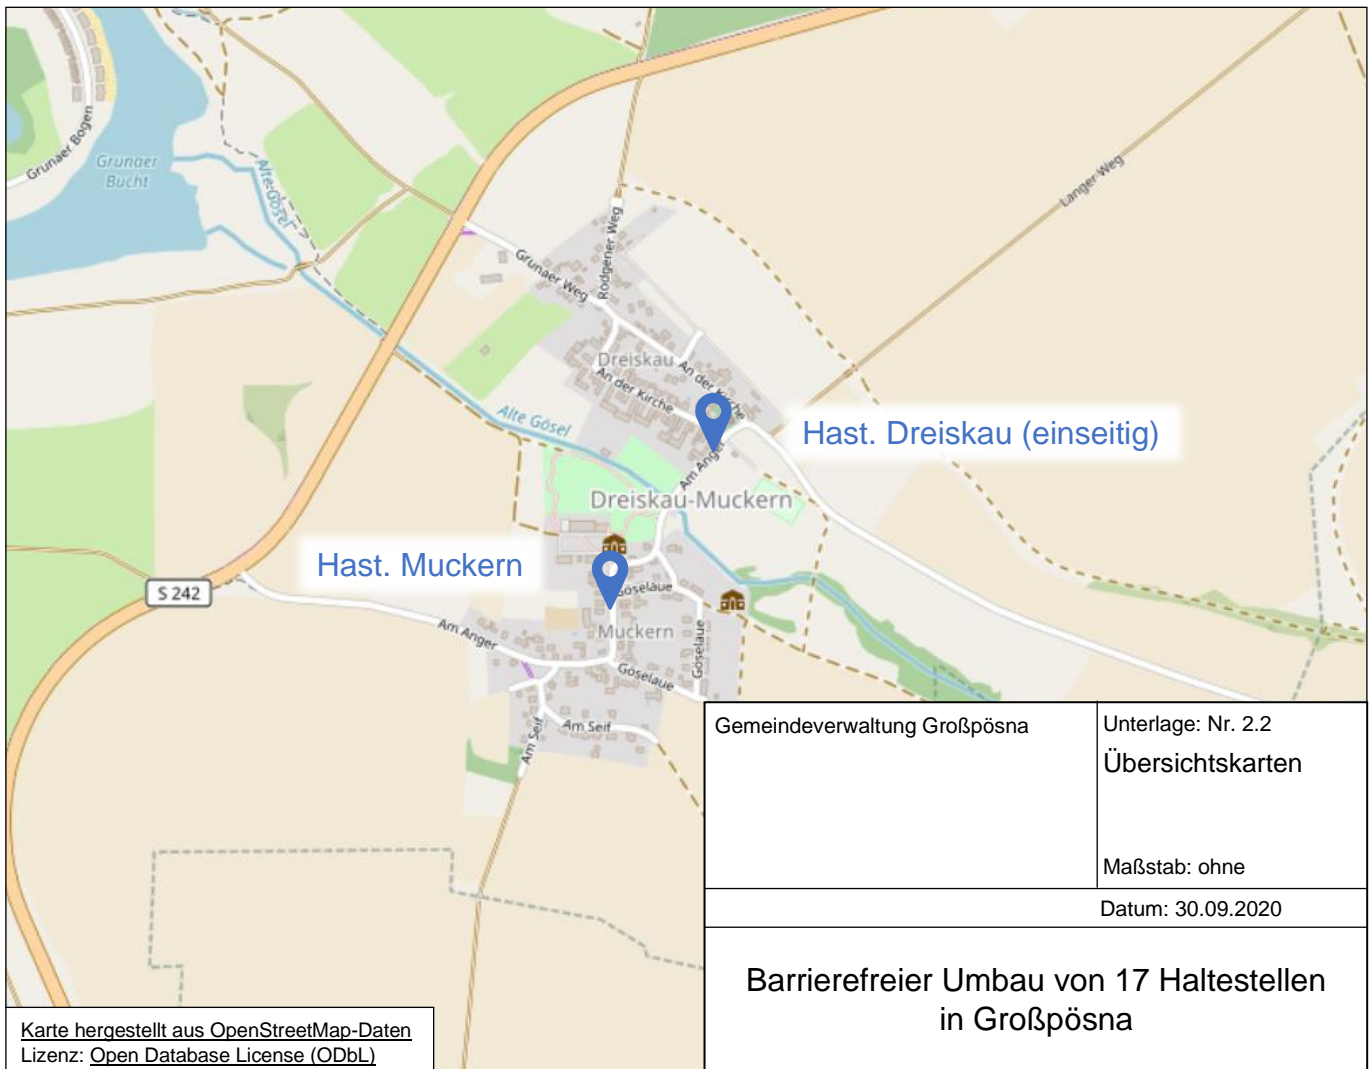 Grunaer Bogen
Grunaer
Bucht
Alte Gösel
Langer Weg
Rödgener Weg
Grunaer Weg
Dreiskau
An der Kirche
An der Kirche
Alte Gösel
Hast. Dreiskau (einseitig)
Am Anger
Dreiskau-Muckern
Hast. Muckern
S 242
Göselaue
Am Anger
Muckern
Göselaue
Göselaue
Am Seif
Am Seif
Gemeindeverwaltung Großpösna
Unterlage: Nr. 2.2
Übersichtskarten
Maßstab: ohne
Datum: 30.09.2020
Barrierefreier Umbau von 17 Haltestellen
in Großpösna
Karte hergestellt aus OpenStreetMap-Daten
Lizenz: Open Database License (ODbL)